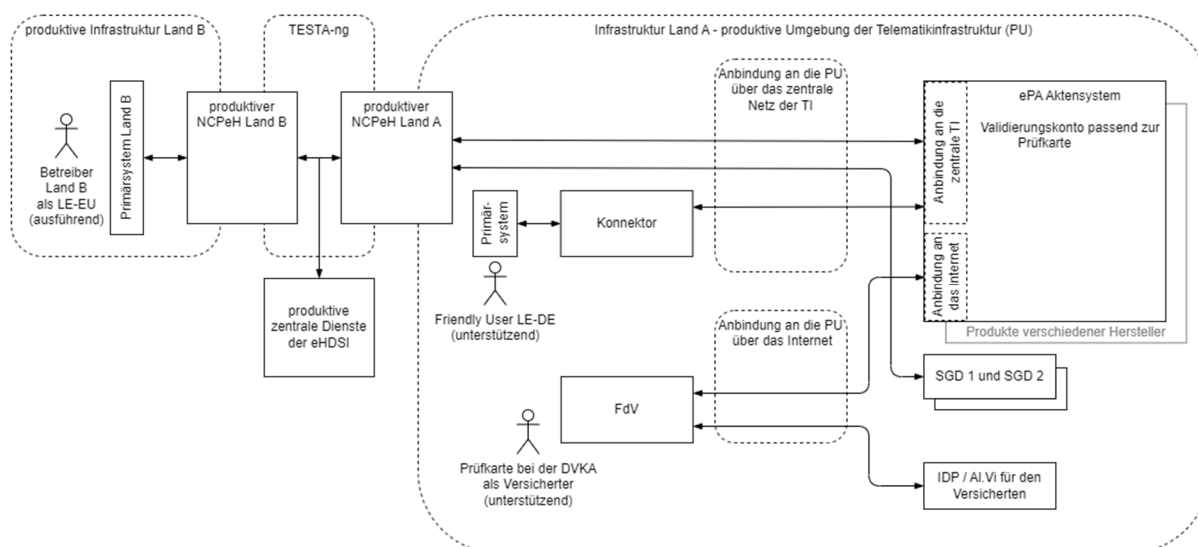 produktive Infrastruktur Land B
TESTA-ng
Infrastruktur Land A - produktive Umgebung der Telematikinfrastruktur (PU)
Primärsystem Land B
Betreiber
Land B
als LE-EU
(ausführend)
produktiver
NCPeH Land B
produktiver
NCPeH Land A
produktive
zentrale Dienste
der eHDSI
Anbindung an die PU
über das zentrale
Netz der TI
Primär-
system
Konnektor
Friendly User LE-DE
(unterstützend)
Anbindung an die
zentrale TI
ePA Aktensystem
Validierungskonto passend zur
Prüfkarte
Anbindung an
das Internet
Produkte verschiedener Hersteller
Anbindung an die PU
über das Internet
SGD 1 und SGD 2
FdV
Prüfkarte bei der DVKA
als Versicherter
(unterstützend)
IDP / Al.Vi für den
Versicherten